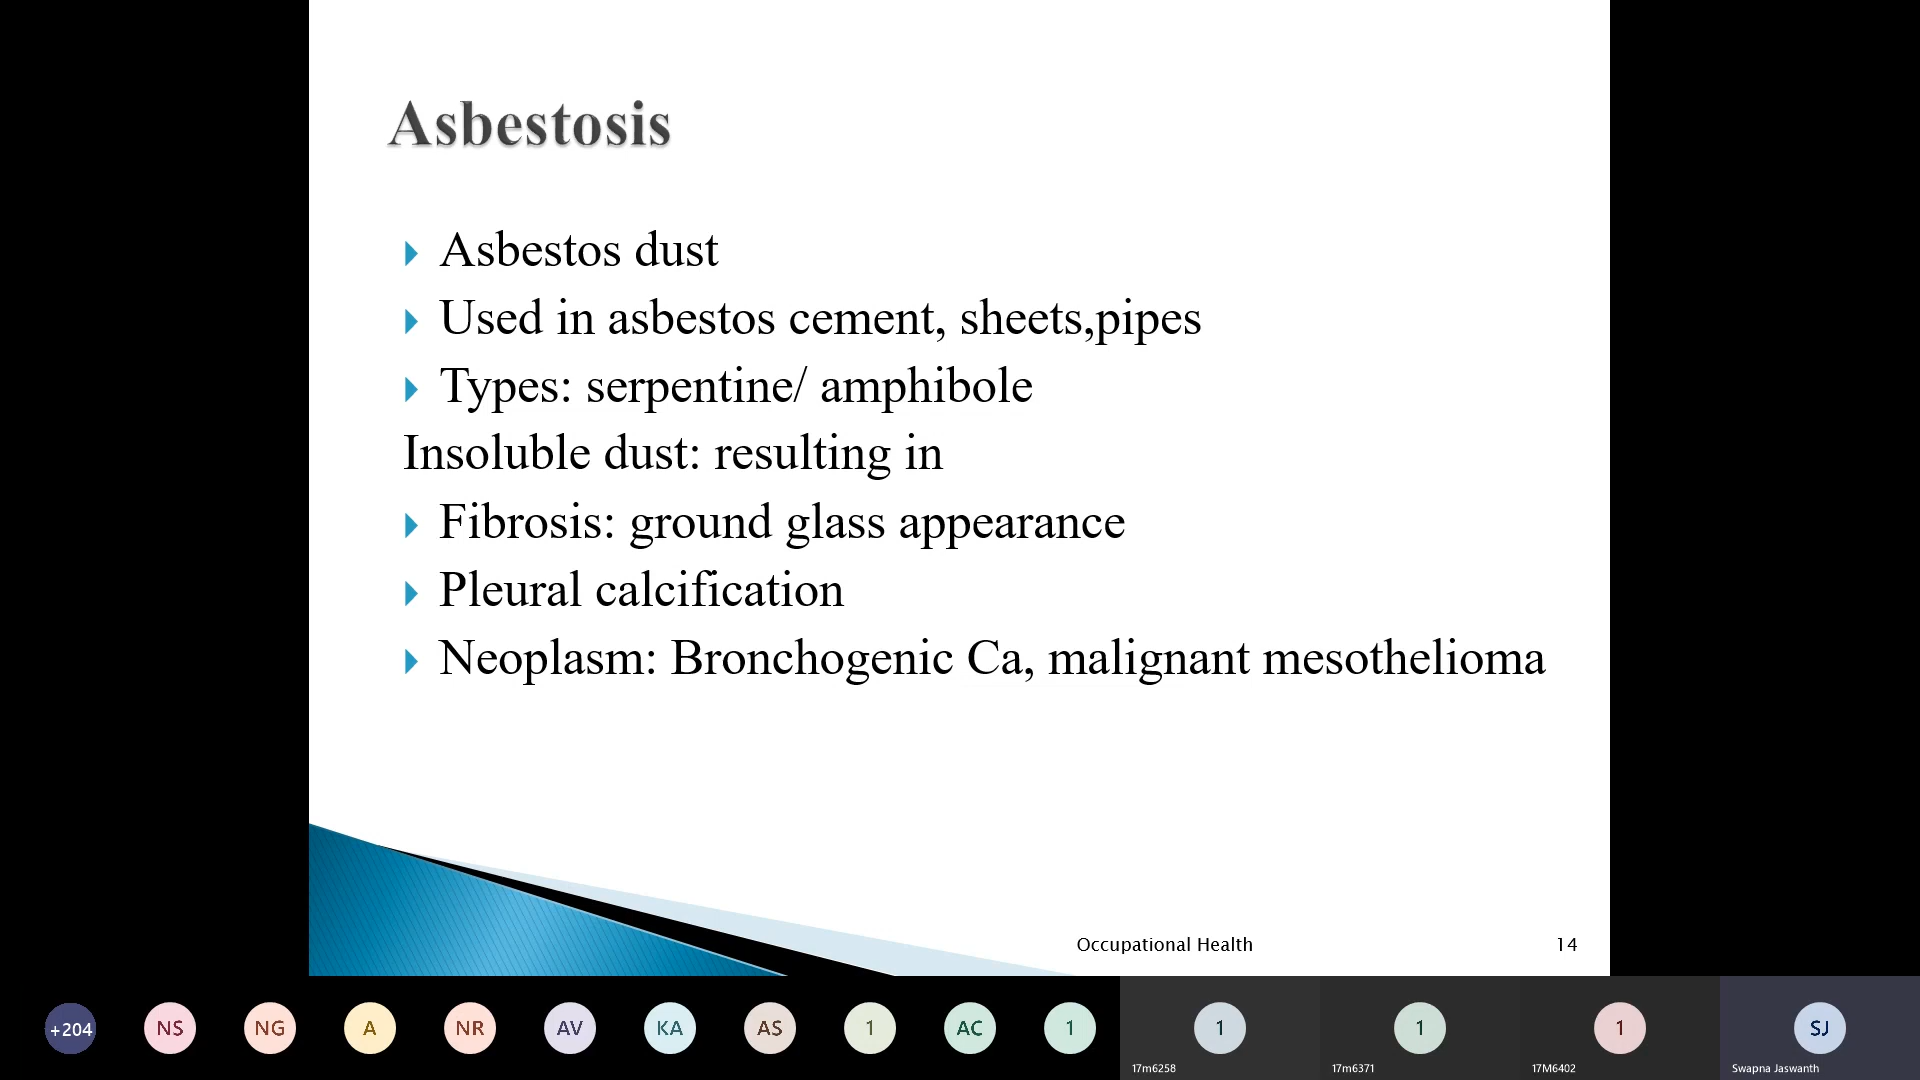 Asbestosis
Asbestos dust
Used in asbestos cement, sheets,pipes
Types: serpentine/ amphibole
Insoluble dust: resulting in
Fibrosis: ground glass appearance
Pleural calcification
Neoplasm: Bronchogenic Ca, malignant mesothelioma
Occupational Health 14
+204 NS NG A NR AV KA AS 1 AC 1 1 1 1 SJ
17m6258 17m6371 17M6402 Swapna Jaswanth